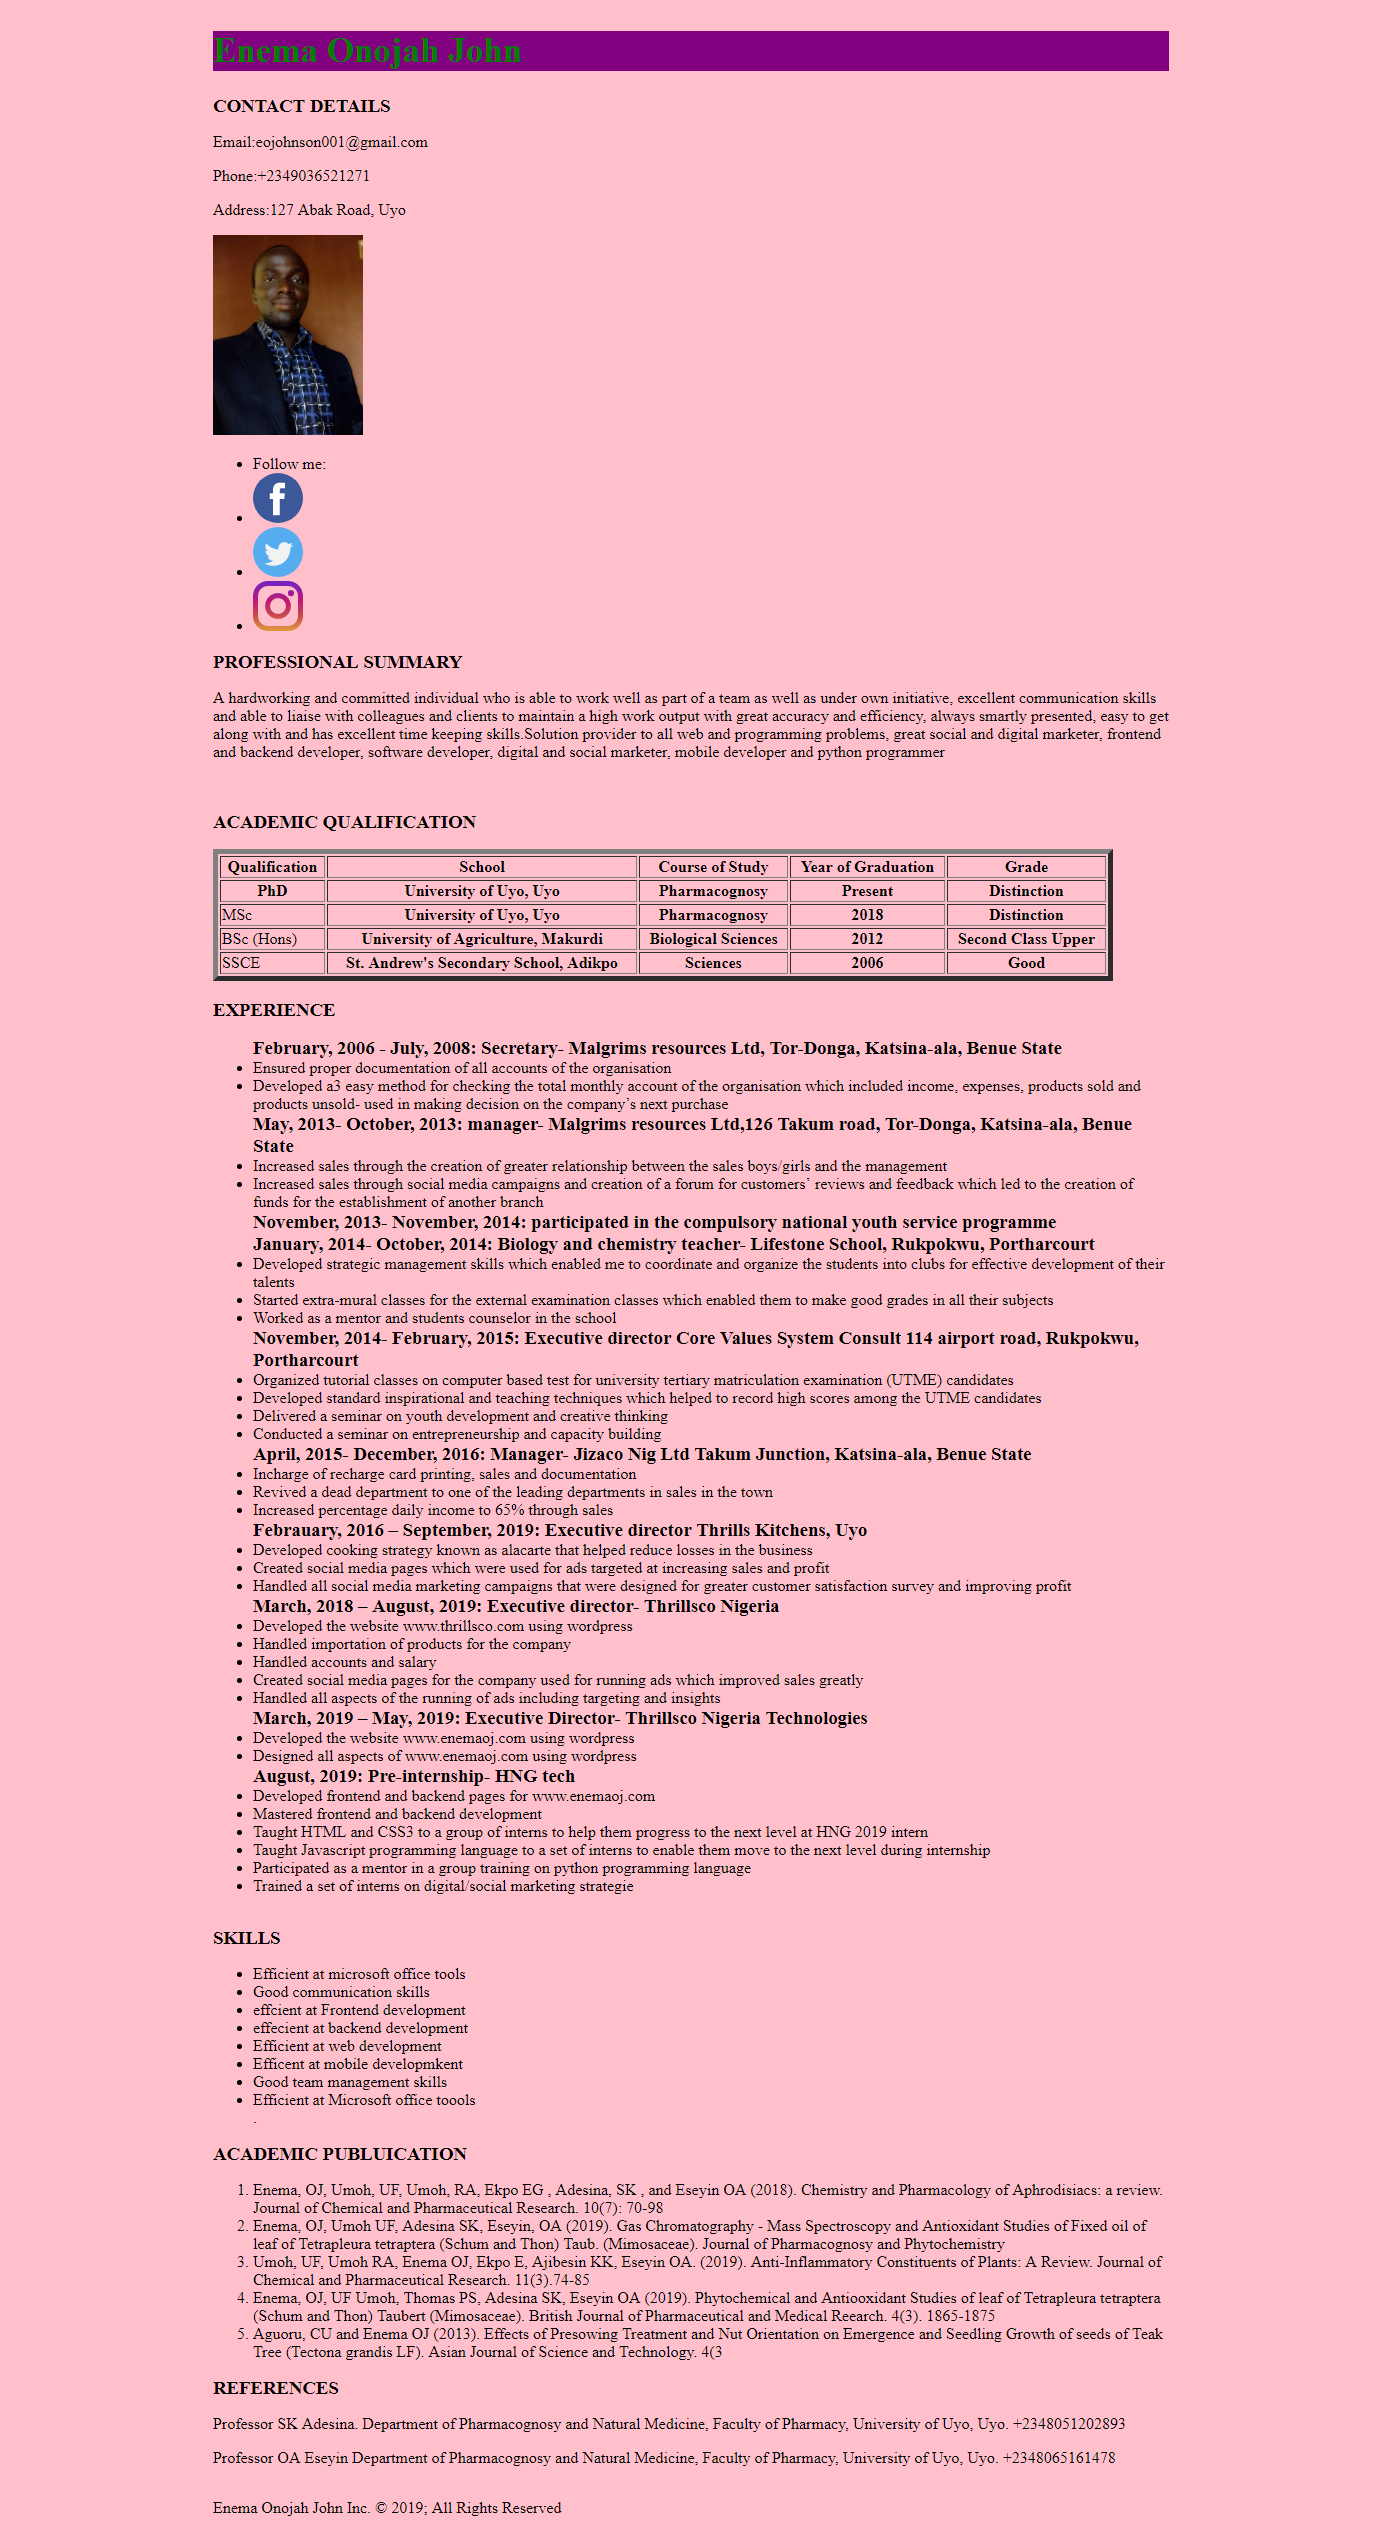 Enema Onojah John
CONTACT DETAILS
Email:eojohnson001@gmail.com
Phone:+2349036521271
Address:127 Abak Road, Uyo
Follow me:
PROFESSIONAL SUMMARY
A hardworking and committed individual who is able to work well as part of a team as well as under own initiative, excellent communication skills
and able to liaise with colleagues and clients to maintain a high work output with great accuracy and efficiency, always smartly presented, easy to get
along with and has excellent time keeping skills.Solution provider to all web and programming problems, great social and digital marketer, frontend
and backend developer, software developer, digital and social marketer, mobile developer and python programmer
ACADEMIC QUALIFICATION
Qualification School Course of Study Year of Graduation Grade
PhD University of Uyo, Uyo Pharmacognosy Present Distinction
MSc University of Uyo, Uyo Pharmacognosy 2018 Distinction
BSc (Hons) University of Agriculture, Makurdi Biological Sciences 2012 Second Class Upper
SSCE St. Andrew's Secondary School, Adikpo Sciences 2006 Good
EXPERIENCE
February, 2006 - July, 2008: Secretary- Malgrims resources Ltd, Tor-Donga, Katsina-ala, Benue State
• Ensured proper documentation of all accounts of the organisation
• Developed a3 easy method for checking the total monthly account of the organisation which included income, expenses, products sold and
products unsold- used in making decision on the company’s next purchase
May, 2013- October, 2013: manager- Malgrims resources Ltd,126 Takum road, Tor-Donga, Katsina-ala, Benue
State
• Increased sales through the creation of greater relationship between the sales boys/girls and the management
• Increased sales through social media campaigns and creation of a forum for customers’ reviews and feedback which led to the creation of
funds for the establishment of another branch
November, 2013- November, 2014: participated in the compulsory national youth service programme
January, 2014- October, 2014: Biology and chemistry teacher- Lifestone School, Rukpokwu, Portharcourt
• Developed strategic management skills which enabled me to coordinate and organize the students into clubs for effective development of their
talents
• Started extra-mural classes for the external examination classes which enabled them to make good grades in all their subjects
• Worked as a mentor and students counselor in the school
November, 2014- February, 2015: Executive director Core Values System Consult 114 airport road, Rukpokwu,
Portharcourt
• Organized tutorial classes on computer based test for university tertiary matriculation examination (UTME) candidates
• Developed standard inspirational and teaching techniques which helped to record high scores among the UTME candidates
• Delivered a seminar on youth development and creative thinking
• Conducted a seminar on entrepreneurship and capacity building
April, 2015- December, 2016: Manager- Jizaco Nig Ltd Takum Junction, Katsina-ala, Benue State
• Incharge of recharge card printing, sales and documentation
• Revived a dead department to one of the leading departments in sales in the town
• Increased percentage daily income to 65% through sales
Febrauary, 2016 – September, 2019: Executive director Thrills Kitchens, Uyo
• Developed cooking strategy known as alacarte that helped reduce losses in the business
• Created social media pages which were used for ads targeted at increasing sales and profit
• Handled all social media marketing campaigns that were designed for greater customer satisfaction survey and improving profit
March, 2018 – August, 2019: Executive director- Thrillsco Nigeria
• Developed the website www.thrillsco.com using wordpress
• Handled importation of products for the company
• Handled accounts and salary
• Created social media pages for the company used for running ads which improved sales greatly
• Handled all aspects of the running of ads including targeting and insights
March, 2019 – May, 2019: Executive Director- Thrillsco Nigeria Technologies
• Developed the website www.enemaoj.com using wordpress
• Designed all aspects of www.enemaoj.com using wordpress
August, 2019: Pre-internship- HNG tech
• Developed frontend and backend pages for www.enemaoj.com
• Mastered frontend and backend development
• Taught HTML and CSS3 to a group of interns to help them progress to the next level at HNG 2019 intern
• Taught Javascript programming language to a set of interns to enable them move to the next level during internship
• Participated as a mentor in a group training on python programming language
• Trained a set of interns on digital/social marketing strategie
SKILLS
• Efficient at microsoft office tools
• Good communication skills
• effcient at Frontend development
• effecient at backend development
• Efficient at web development
• Efficent at mobile developmkent
• Good team management skills
• Efficient at Microsoft office toools
.
ACADEMIC PUBLUICATION
1. Enema, OJ, Umoh, UF, Umoh, RA, Ekpo EG , Adesina, SK , and Eseyin OA (2018). Chemistry and Pharmacology of Aphrodisiacs: a review.
Journal of Chemical and Pharmaceutical Research. 10(7): 70-98
2. Enema, OJ, Umoh UF, Adesina SK, Eseyin, OA (2019). Gas Chromatography - Mass Spectroscopy and Antioxidant Studies of Fixed oil of
leaf of Tetrapleura tetraptera (Schum and Thon) Taub. (Mimosaceae). Journal of Pharmacognosy and Phytochemistry
3. Umoh, UF, Umoh RA, Enema OJ, Ekpo E, Ajibesin KK, Eseyin OA. (2019). Anti-Inflammatory Constituents of Plants: A Review. Journal of
Chemical and Pharmaceutical Research. 11(3).74-85
4. Enema, OJ, UF Umoh, Thomas PS, Adesina SK, Eseyin OA (2019). Phytochemical and Antiooxidant Studies of leaf of Tetrapleura tetraptera
(Schum and Thon) Taubert (Mimosaceae). British Journal of Pharmaceutical and Medical Reearch. 4(3). 1865-1875
5. Aguoru, CU and Enema OJ (2013). Effects of Presowing Treatment and Nut Orientation on Emergence and Seedling Growth of seeds of Teak
Tree (Tectona grandis LF). Asian Journal of Science and Technology. 4(3
REFERENCES
Professor SK Adesina. Department of Pharmacognosy and Natural Medicine, Faculty of Pharmacy, University of Uyo, Uyo. +2348051202893
Professor OA Eseyin Department of Pharmacognosy and Natural Medicine, Faculty of Pharmacy, University of Uyo, Uyo. +2348065161478
Enema Onojah John Inc. © 2019; All Rights Reserved